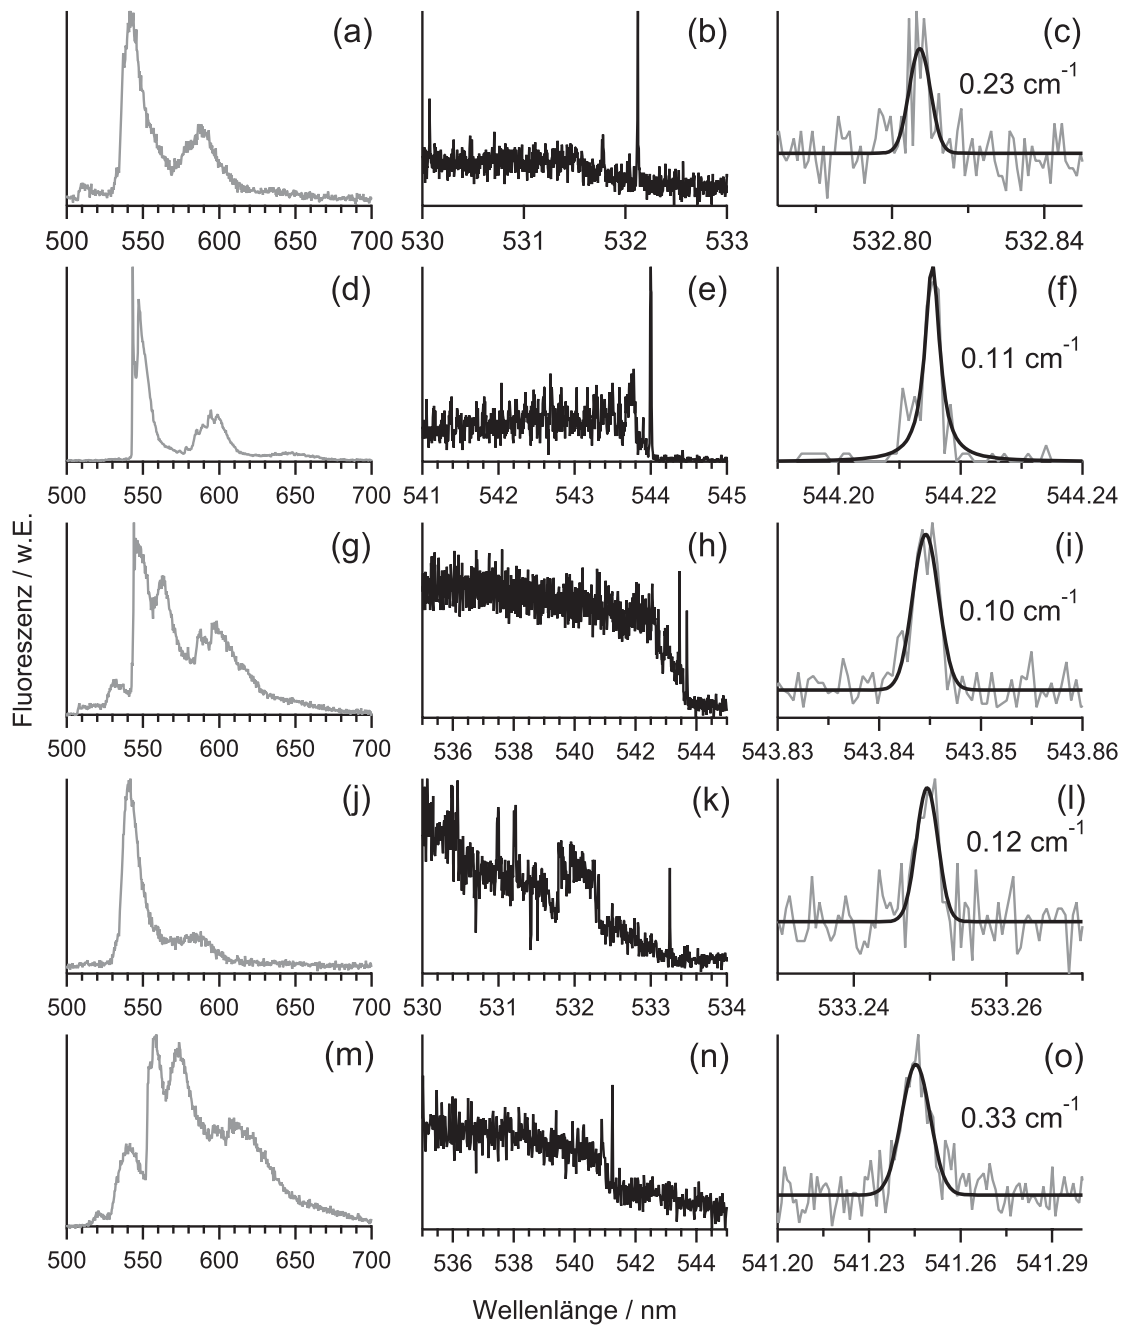 (a) (b) (c)
0.23 cm-1
500 550 600 650 700 530 531 532 533 532.80 532.84
(d) (e) (f)
0.11 cm-1
500 550 600 650 700 541 542 543 544 545 544.20 544.22 544.24
(g) (h) (i)
0.10 cm-1
500 550 600 650 700 536 538 540 542 544 543.83 543.84 543.85 543.86
(j) (k) (l)
0.12 cm-1
500 550 600 650 700 530 531 532 533 534 533.24 533.26
(m) (n) (o)
0.33 cm-1
500 550 600 650 700 536 538 540 542 544 541.20 541.23 541.26 541.29
Fluoreszenz / w.E.
Wellenlänge / nm